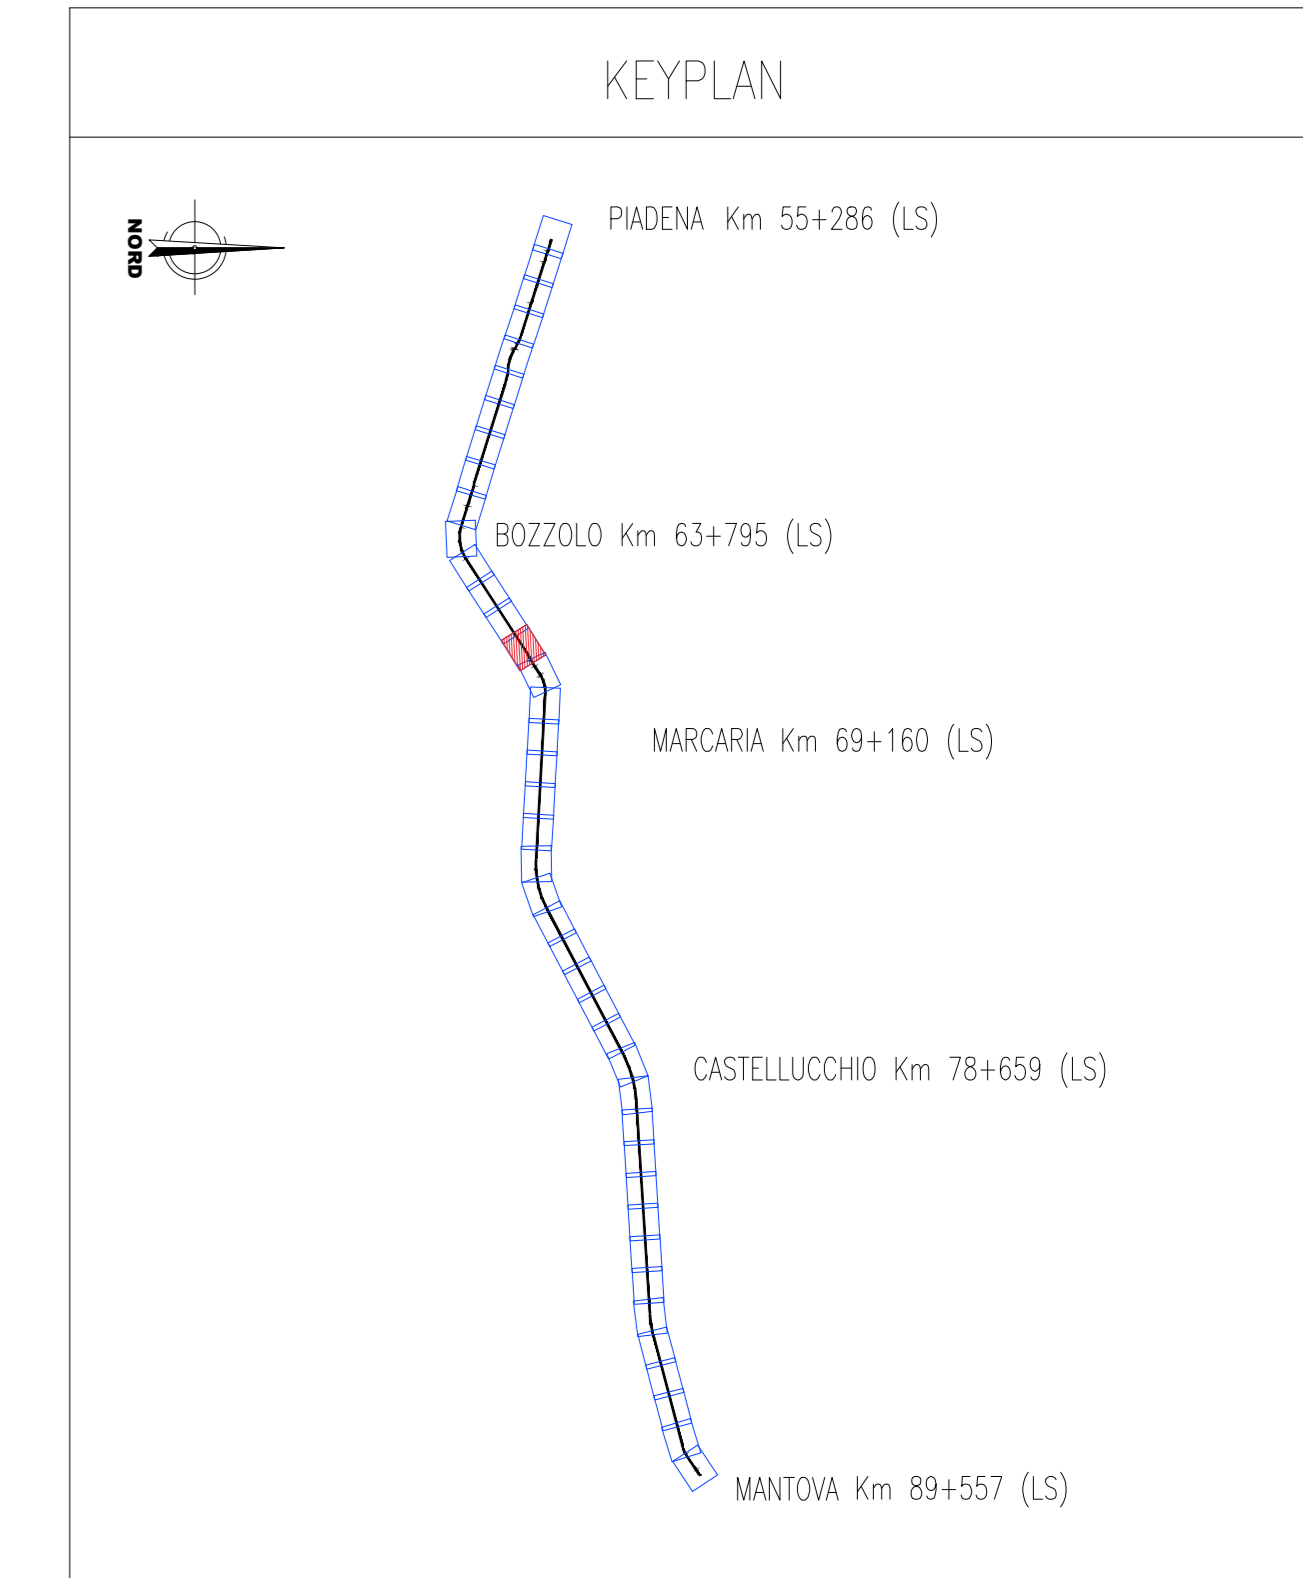 KEYPLAN
NORD
PIADENA Km 55+286 (LS)
BOZZOLO Km 63+795 (LS)
MARCARIA Km 69+160 (LS)
CASTELLUCCHIO Km 78+659 (LS)
MANTOVA Km 89+557 (LS)